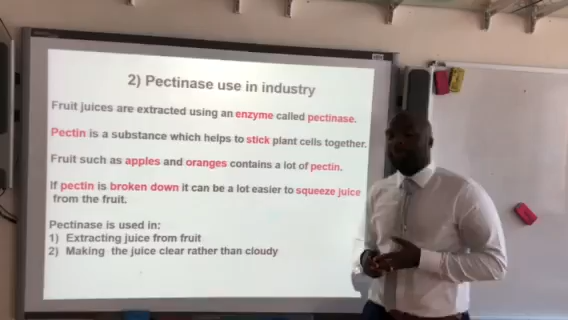 2) Pectinase use in industry
Fruit juices are extracted using an enzyme called pectinase.
Pectin is a substance which helps to stick plant cells together.
Fruit such as apples and oranges contains a lot of pectin.
If pectin is broken down it can be a lot easier to squeeze juice
from the fruit.
Pectinase is used in:
1) Extracting juice from fruit
2) Making the juice clear rather than cloudy